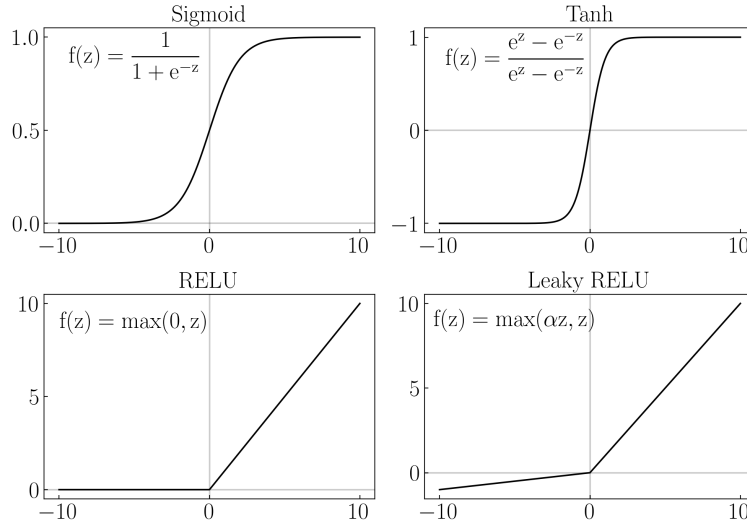 Sigmoid
f(z) = 1 / (1 + e^{-z})
1.0
0.5
0.0
−10 0 10
Tanh
f(z) = (e^{z} − e^{-z}) / (e^{z} − e^{-z})
1
0
−1
−10 0 10
RELU
f(z) = max(0, z)
10
5
0
−10 0 10
Leaky RELU
f(z) = max(αz, z)
10
5
0
−10 0 10